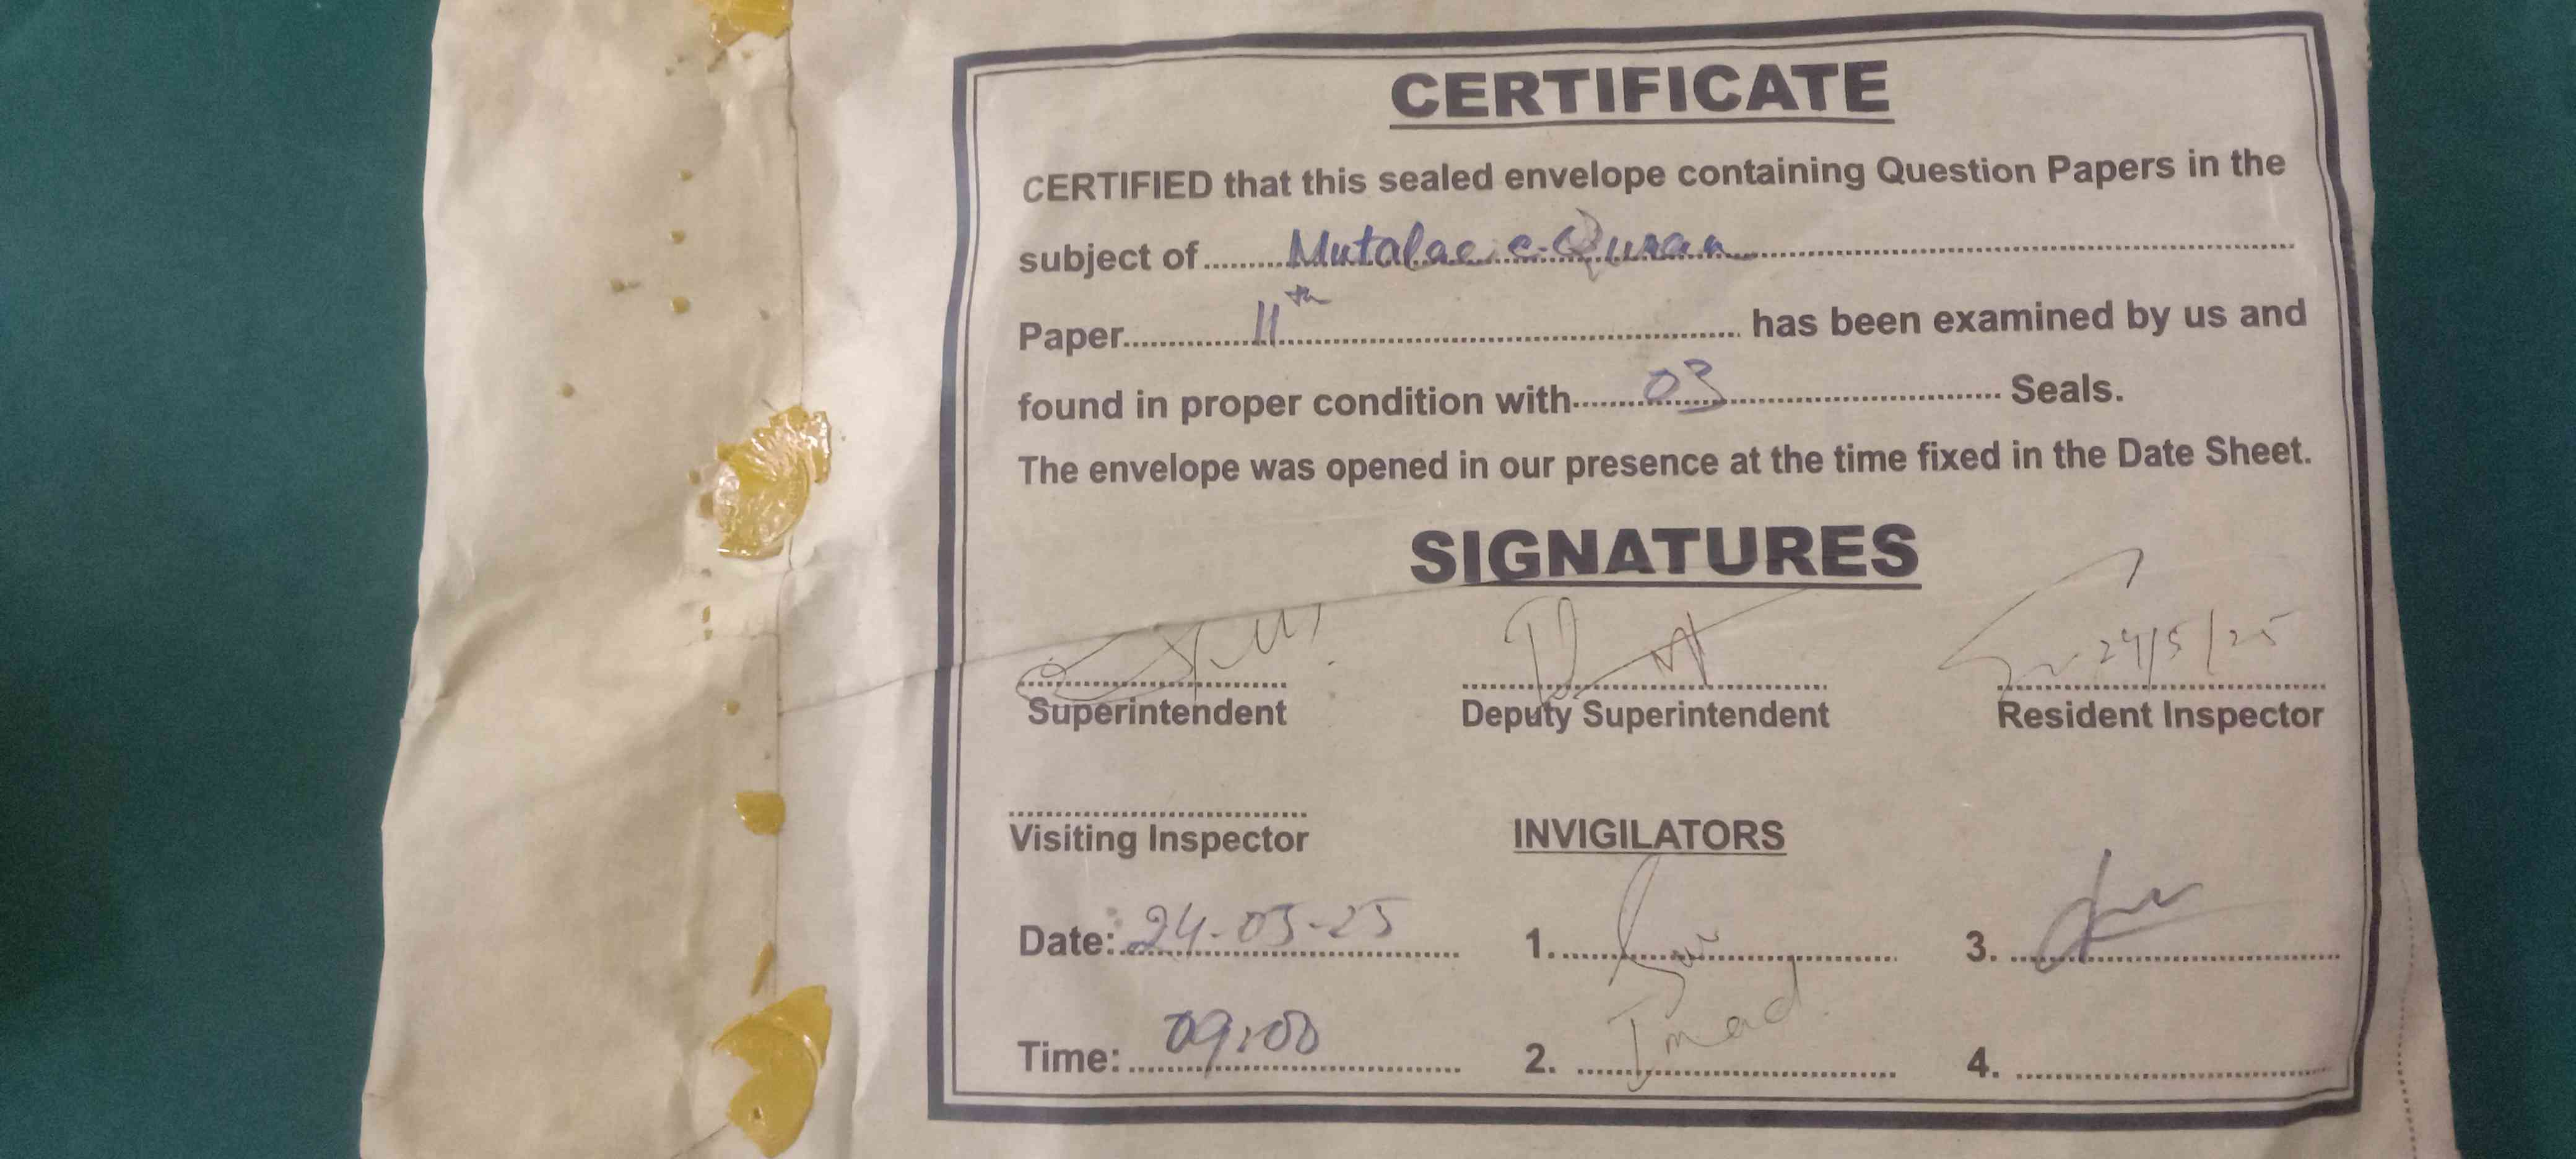 CERTIFICATE
CERTIFIED that this sealed envelope containing Question Papers in the
subject of Mutalae e-Quran
Paper 11th has been examined by us and
found in proper condition with 03 Seals.
The envelope was opened in our presence at the time fixed in the Date Sheet.
SIGNATURES
24/5/25
Superintendent Deputy Superintendent Resident Inspector
Visiting Inspector INVIGILATORS
Date: 24-05-25 1. 3.
Time: 09:00 2. Imad 4.